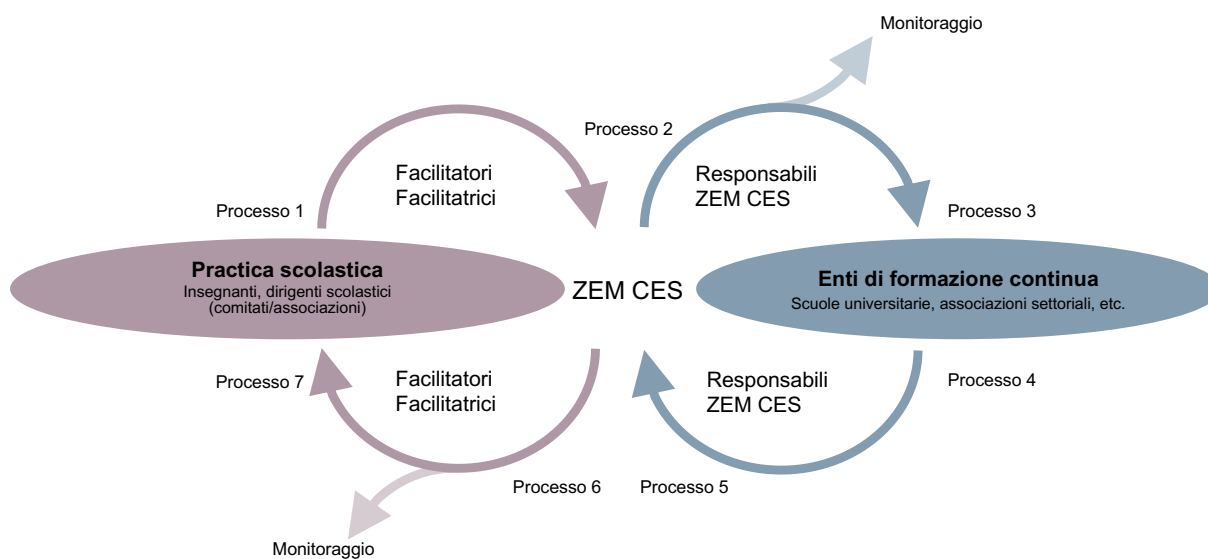 Monitoraggio
Processo 2
Facilitatori
Facilitatrici
Responsabili
ZEM CES
Processo 1
Processo 3
Practica scolastica
Insegnanti, dirigenti scolastici
(comitati/associazioni)
ZEM CES
Enti di formazione continua
Scuole universitarie, associazioni settoriali, etc.
Processo 7
Facilitatori
Facilitatrici
Responsabili
ZEM CES
Processo 4
Processo 6
Processo 5
Monitoraggio